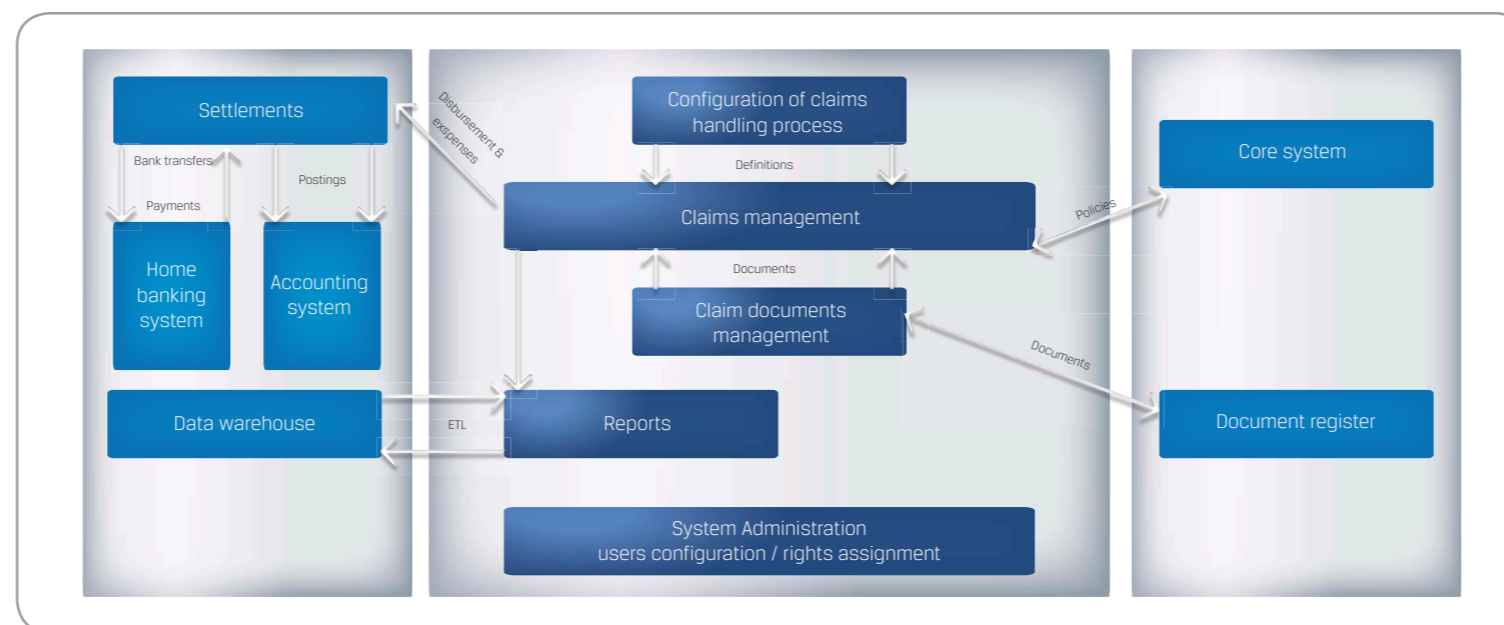 Settlements
Bank transfers
Postings
Payments
Home
banking
system
Accounting
system
Data warehouse
Disbursement &
exspenses
ETL
Configuration of claims
handling process
Definitions
Claims management
Documents
Claim documents
management
Reports
System Administration
users configuration / rights assignment
Policies
Documents
Core system
Document register